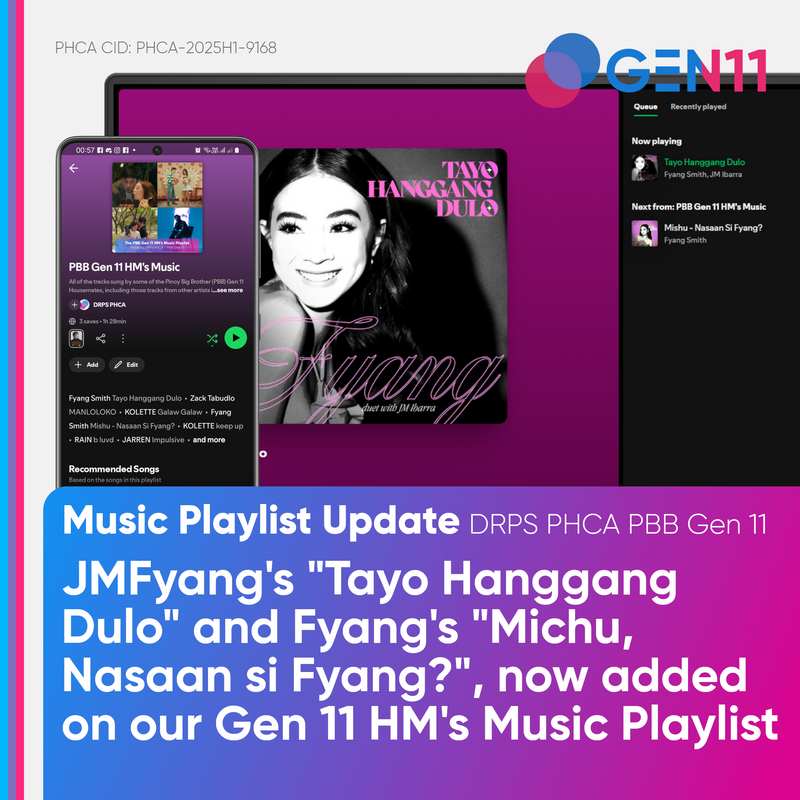 PHCA CID: PHCA-2025H1-9168
GEN11
Queue Recently played
Now playing
Tayo Hanggang Dulo
Fyang Smith, JM Ibarra
Next from: PBB Gen 11 HM's Music
Mishu - Nasaan Si Fyang?
Fyang Smith
TAYO
HANGGANG
DULO
Fyang
duet with JM Ibarra
00:57
The PBB Gen 11 HM's Music Playlist
PBB Gen 11 HM's Music
All of the tracks sung by some of the Pinoy Big Brother (PBB) Gen 11
Housemates, including those tracks from other artists i...see more
DRPS PHCA
3 saves • 1h 28min
Add Edit
Fyang Smith Tayo Hanggang Dulo • Zack Tabudlo
MANLOLOKO • KOLETTE Galaw Galaw • Fyang
Smith Mishu - Nasaan Si Fyang? • KOLETTE keep up
• RAIN b luvd • JARREN Impulsive • and more
Recommended Songs
Based on the songs in this playlist
Music Playlist Update DRPS PHCA PBB Gen 11
JMFyang's "Tayo Hanggang
Dulo" and Fyang's "Michu,
Nasaan si Fyang?", now added
on our Gen 11 HM's Music Playlist